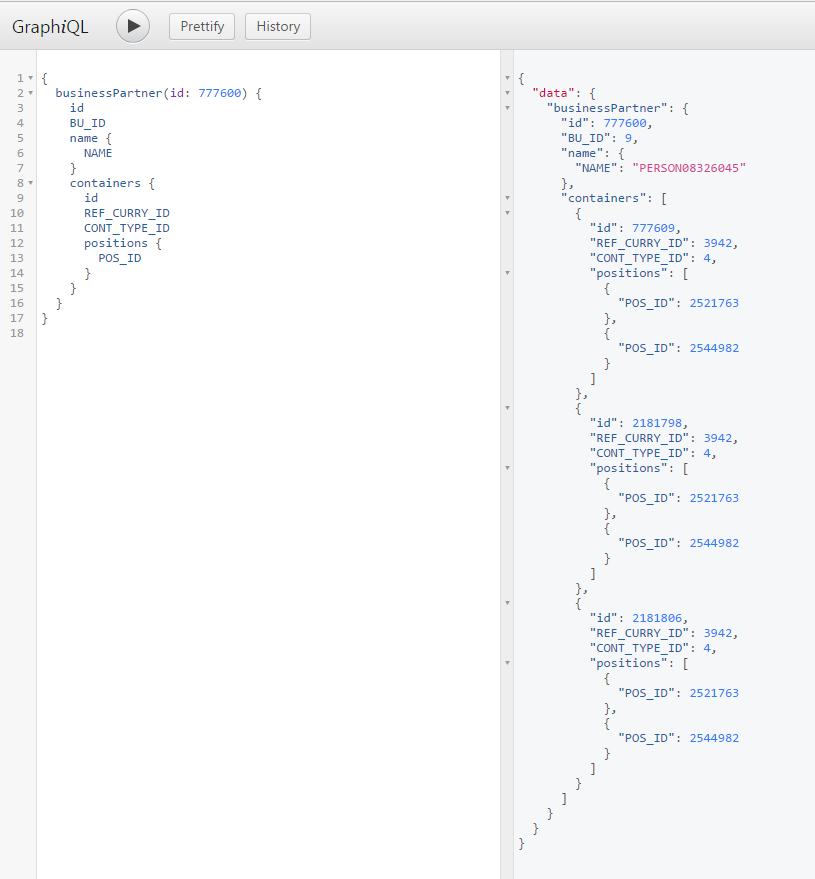 GraphiQL
Prettify
History
1 {
2 businessPartner(id: 777600) {
3 id
4 BU_ID
5 name {
6 NAME
7 }
8 containers {
9 id
10 REF_CURRY_ID
11 CONT_TYPE_ID
12 positions {
13 POS_ID
14 }
15 }
16 }
17 }
18
{
"data": {
"businessPartner": {
"id": 777600,
"BU_ID": 9,
"name": {
"NAME": "PERSON08326045"
},
"containers": [
{
"id": 777609,
"REF_CURRY_ID": 3942,
"CONT_TYPE_ID": 4,
"positions": [
{
"POS_ID": 2521763
},
{
"POS_ID": 2544982
}
]
},
{
"id": 2181798,
"REF_CURRY_ID": 3942,
"CONT_TYPE_ID": 4,
"positions": [
{
"POS_ID": 2521763
},
{
"POS_ID": 2544982
}
]
},
{
"id": 2181806,
"REF_CURRY_ID": 3942,
"CONT_TYPE_ID": 4,
"positions": [
{
"POS_ID": 2521763
},
{
"POS_ID": 2544982
}
]
}
]
}
}
}